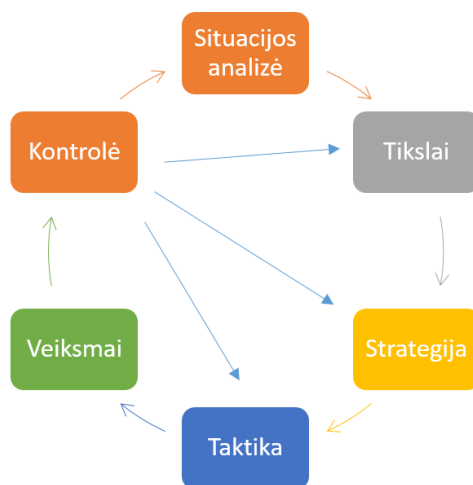 Situacijos
analizė
Kontrolė
Tikslai
Veiksmai
Strategija
Taktika